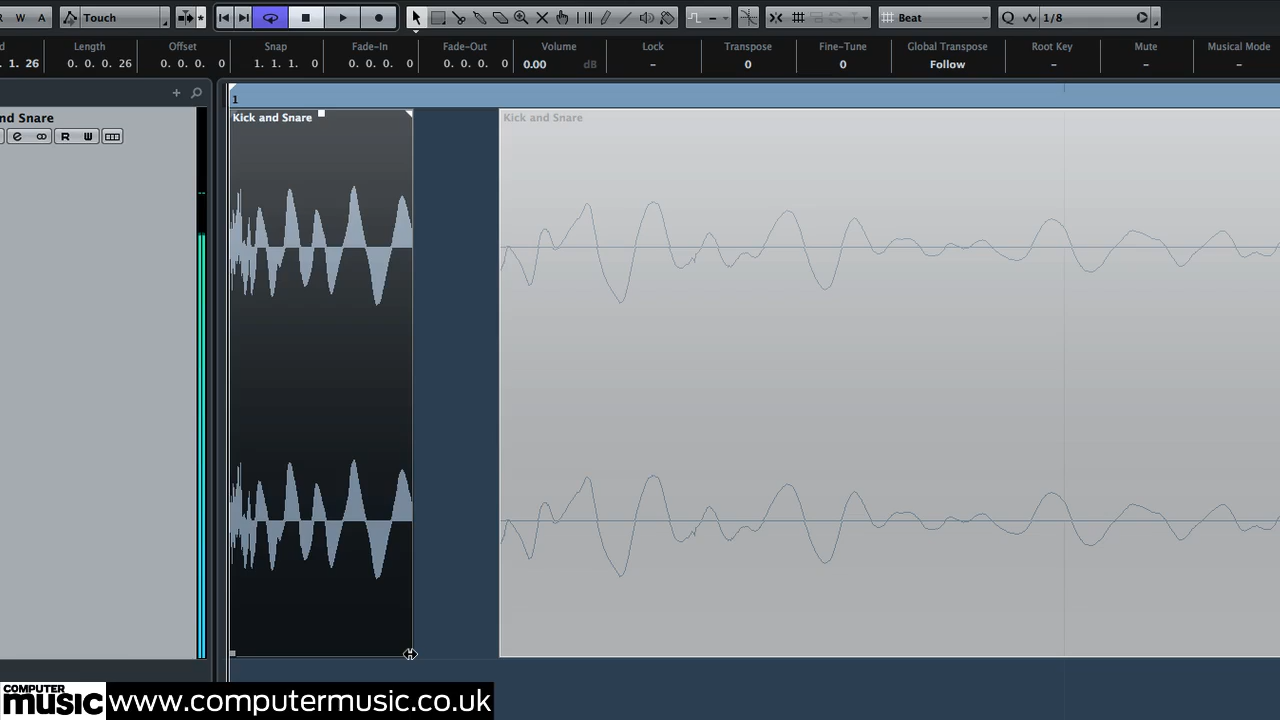 R W A Touch Beat Q 1/8
d Length Offset Snap Fade-In Fade-Out Volume Lock Transpose Fine-Tune Global Transpose Root Key Mute Musical Mode
1. 26 0. 0. 0. 26 0. 0. 0. 0 1. 1. 1. 0 0. 0. 0. 0 0. 0. 0. 0 0.00 dB – 0 0 Follow – – –
1
nd Snare
Kick and Snare
Kick and Snare
e R W
COMPUTER
music www.computermusic.co.uk